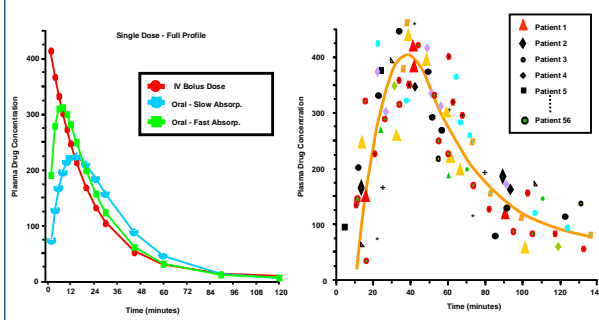 Single Dose - Full Profile
Plasma Drug Concentration
400
300
200
100
0
IV Bolus Dose
Oral - Slow Absorp.
Oral - Fast Absorp.
0 12 24 36 48 60 72 84 96 108 120
Time (minutes)
Plasma Drug Concentration
400
300
200
100
0
Patient 1
Patient 2
Patient 3
Patient 4
Patient 5
Patient 56
0 20 40 60 80 100 120 14
Time (minutes)